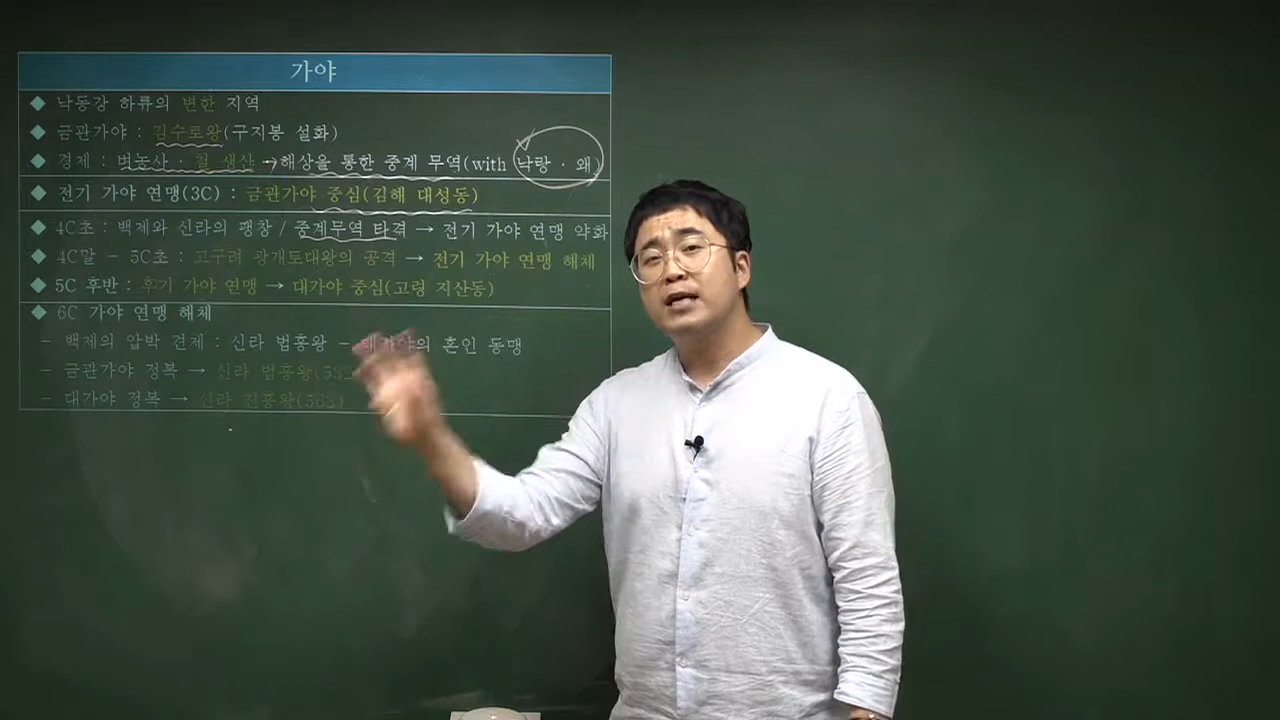 가야
◆ 낙동강 하류의 변한 지역
◆ 금관가야 : 김수로왕(구지봉 설화)
◆ 경제 : 벼농사 · 철 생산 → 해상을 통한 중계 무역(with 낙랑 · 왜)
◆ 전기 가야 연맹(3C) : 금관가야 중심(김해 대성동)
◆ 4C초 : 백제와 신라의 팽창 / 중계무역 타격 → 전기 가야 연맹 약화
◆ 4C말 - 5C초 : 고구려 광개토대왕의 공격 → 전기 가야 연맹 해체
◆ 5C 후반 : 후기 가야 연맹 → 대가야 중심(고령 지산동)
◆ 6C 가야 연맹 해체
- 백제의 압박 견제 : 신라 법흥왕 - 대가야의 혼인 동맹
- 금관가야 정복 → 신라 법흥왕
- 대가야 정복 → 신라 진흥왕(562)